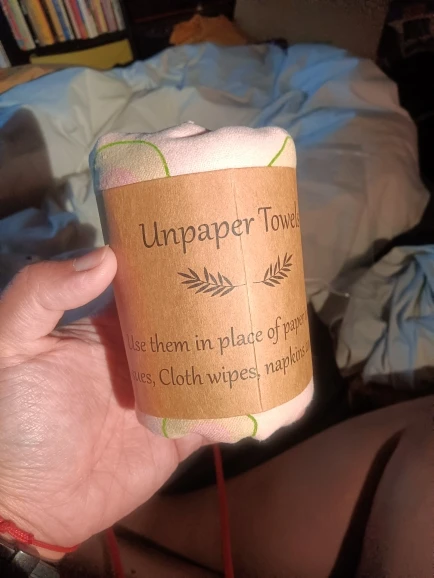 Unpaper Towels
Use them in place of paper
Cloth wipes, napkins